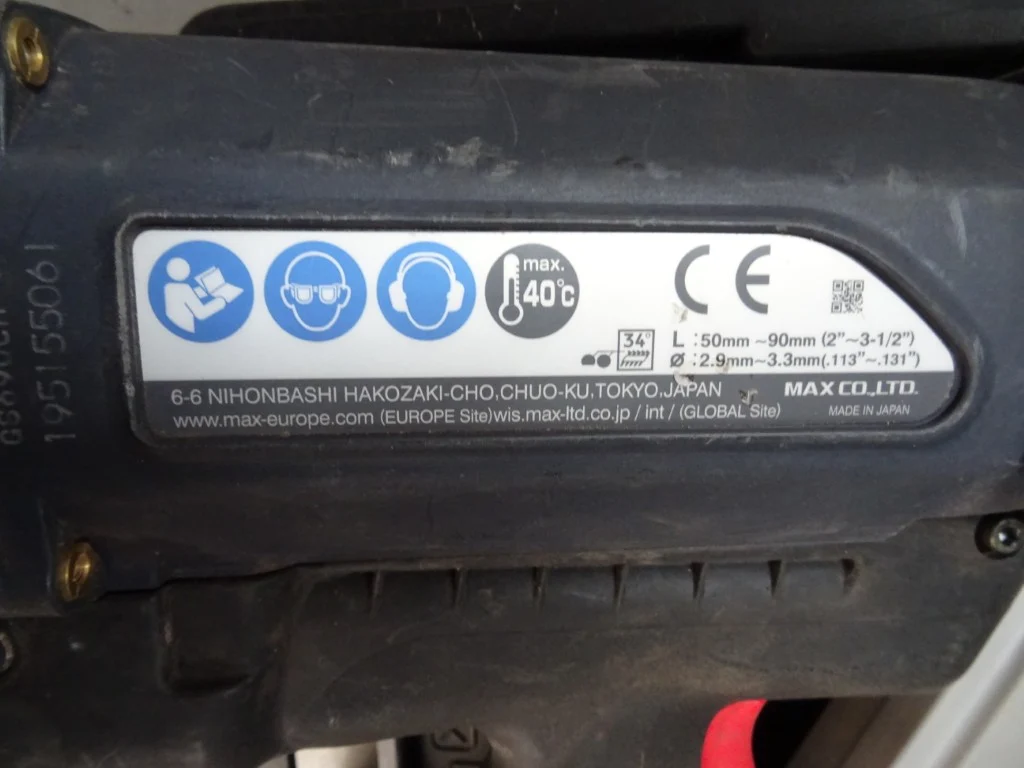 max.
40°C
CE
34°
L : 50mm ~90mm (2"~3-1/2")
Ø : 2.9mm~3.3mm(.113"~.131")
6-6 NIHONBASHI HAKOZAKI-CHO,CHUO-KU,TOKYO,JAPAN MAX CO.,LTD.
www.max-europe.com (EUROPE Site)wis.max-ltd.co.jp / int / (GLOBAL Site) MADE IN JAPAN
19515506I